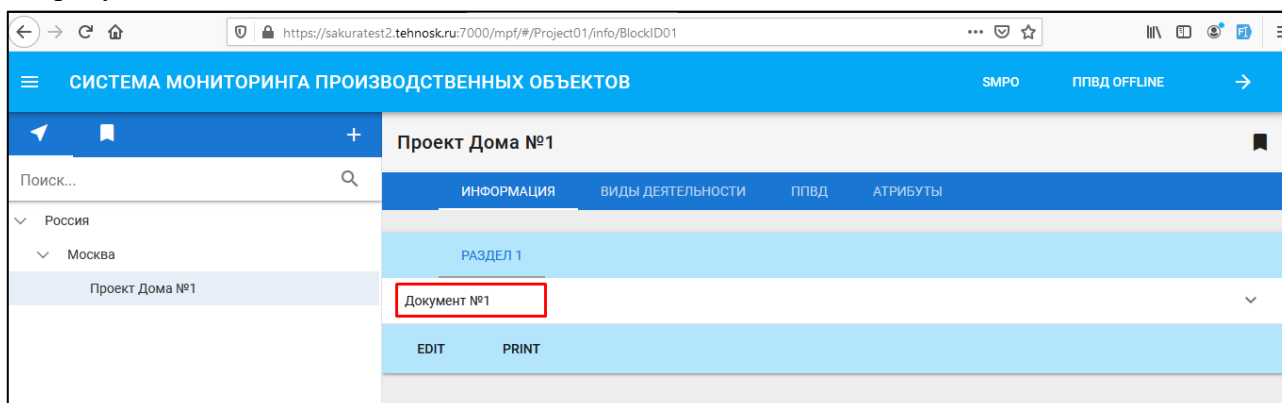 https://sakuratest2.tehnosk.ru:7000/mpf/#/Project01/info/BlockID01
СИСТЕМА МОНИТОРИНГА ПРОИЗВОДСТВЕННЫХ ОБЪЕКТОВ SMPO ППВД OFFLINE
Проект Дома №1
Поиск...
ИНФОРМАЦИЯ ВИДЫ ДЕЯТЕЛЬНОСТИ ППВД АТРИБУТЫ
Россия
Москва
РАЗДЕЛ 1
Проект Дома №1
Документ №1
EDIT PRINT